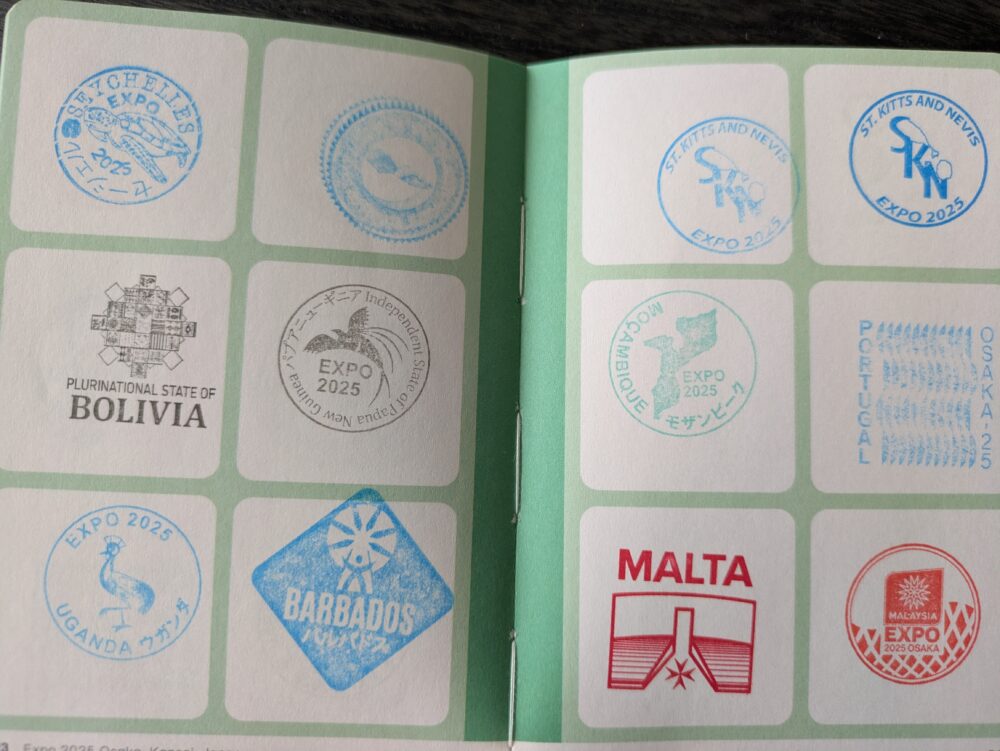 SEYCHELLES
EXPO
2025
セーシェル
PLURINATIONAL STATE OF
BOLIVIA
パプアニューギニア Independent State of Papua New Guinea
EXPO
2025
EXPO 2025
UGANDA ウガンダ
BARBADOS
バルバドス
ST. KITTS AND NEVIS
SKN
EXPO 2025
ST. KITTS AND NEVIS
SKN
EXPO 2025
MOÇAMBIQUE
EXPO
2025
モザンビーク
PORTUGAL
OSAKA-25
MALTA
MALAYSIA
EXPO
2025 OSAKA
Expo 2025 Osaka, Kansai,